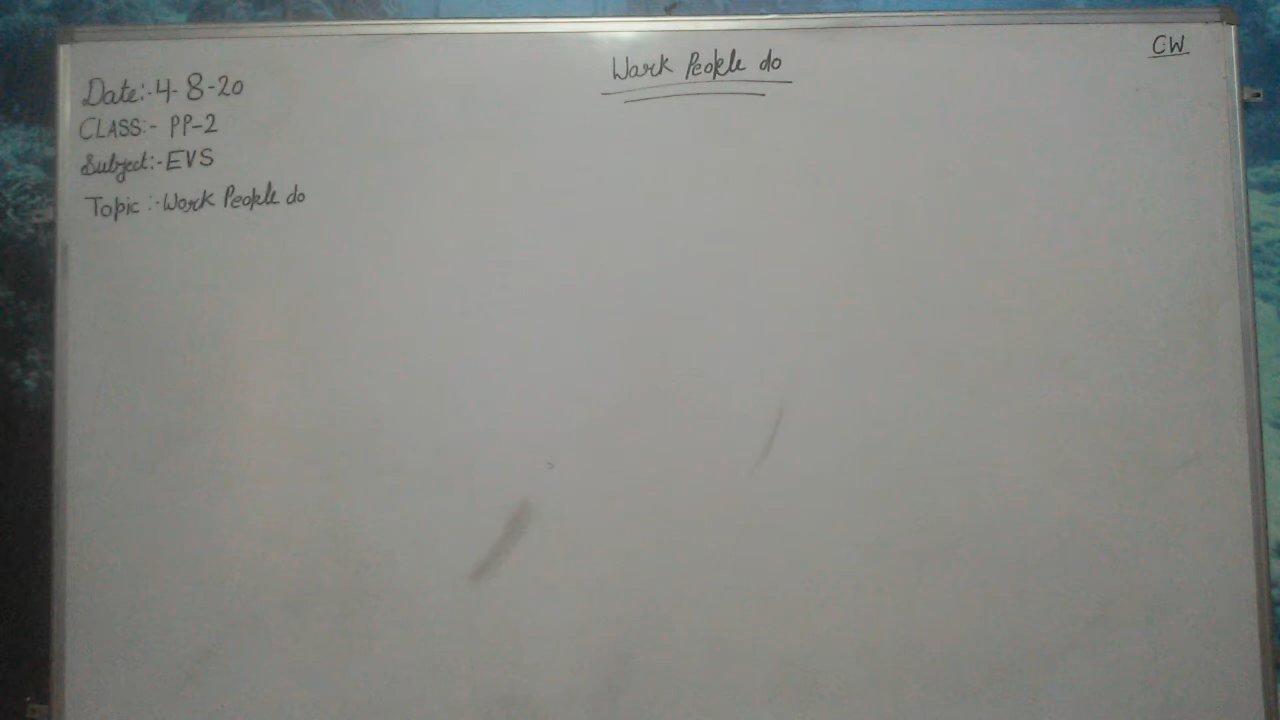 Work People do
CW
Date:- 4-8-20
CLASS:- PP-2
Subject:- EVS
Topic:- Work People do